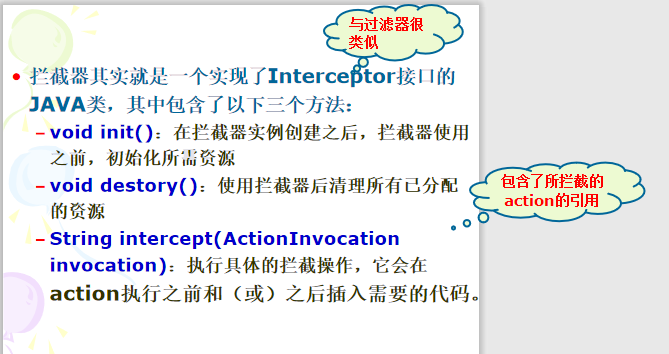 与过滤器很
类似
• 拦截器其实就是一个实现了Interceptor接口的
JAVA类，其中包含了以下三个方法：
– void init()：在拦截器实例创建之后，拦截器使用
之前，初始化所需资源
– void destory()：使用拦截器后清理所有已分配
的资源
包含了所拦截的
action的引用
– String intercept(ActionInvocation
invocation)：执行具体的拦截操作，它会在
action执行之前和（或）之后插入需要的代码。